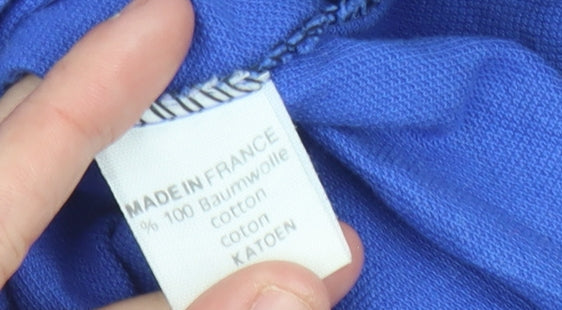 MADE IN FRANCE
% 100 Baumwolle
cotton
coton
KATOEN